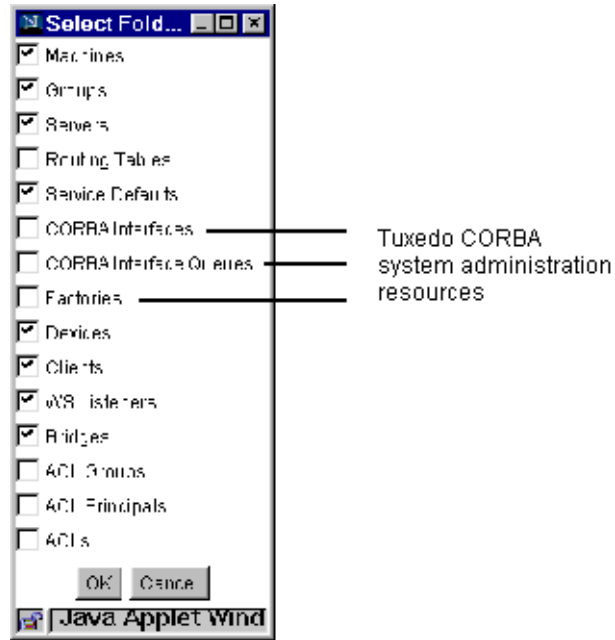 Select Fold...
Machines
Groups
Servers
Routing Tables
Service Defaults
CORBA Interfaces
CORBA Interface Queues
Factories
Devices
Clients
WS Listeners
Bridges
ACL Groups
ACL Principals
ACLs
OK Cancel
Java Applet Wind
Tuxedo CORBA
system administration
resources